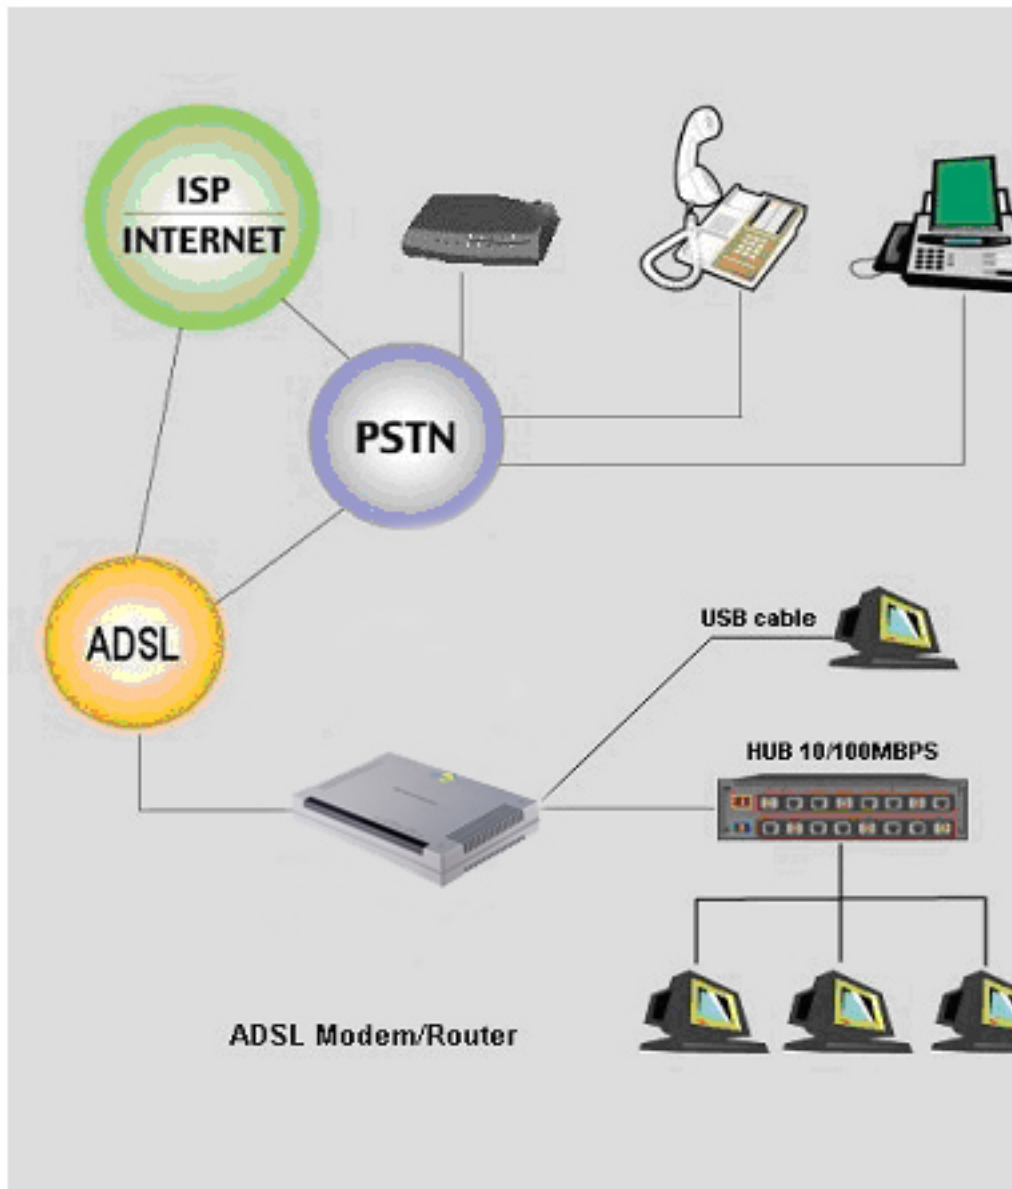 ISP
INTERNET
PSTN
ADSL
USB cable
HUB 10/100MBPS
ADSL Modem/Router